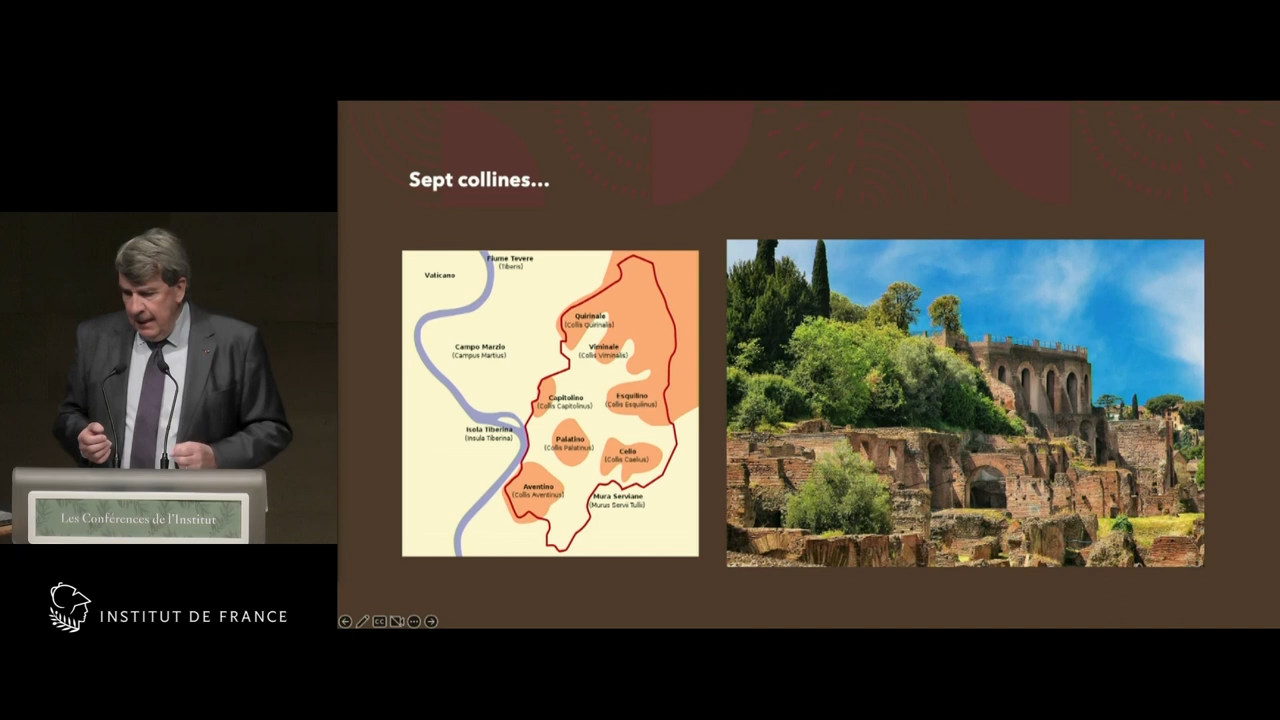 Sept collines...
Fiume Tevere
(Tiberis)
Vaticano
Quirinale
(Collis Quirinalis)
Campo Marzio
(Campus Martius)
Viminale
(Collis Viminalis)
Capitolino
(Collis Capitolinus)
Esquilino
(Collis Esquilinus)
Isola Tiberina
(Insula Tiberina)
Palatino
(Collis Palatinus)
Celio
(Collis Caelius)
Aventino
(Collis Aventinus)
Mura Serviane
(Murus Servii Tullii)
Les Conférences de l'Institut
INSTITUT DE FRANCE
CC